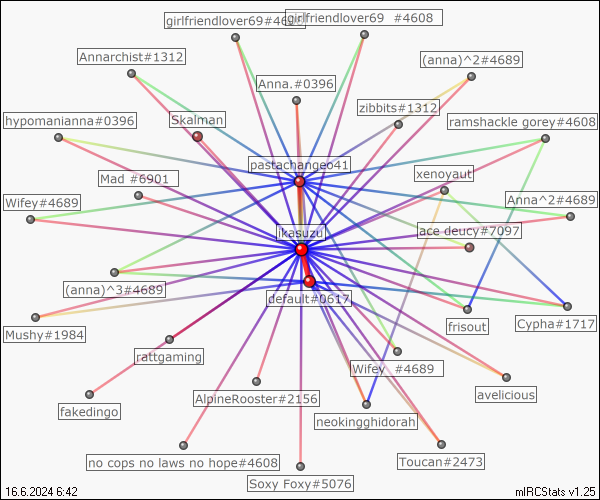 girlfriendlover69#4608
girlfriendlover69 #4608
Annarchist#1312
(anna)^2#4689
Anna.#0396
zibbits#1312
hypomanianna#0396
Skalman
ramshackle gorey#4608
pastachangeo41
xenoyaut
Mad #6901
Wifey#4689
Anna^2#4689
ikasuzu
ace deucy#7097
(anna)^3#4689
default#0617
Mushy#1984
frisout
Cypha#1717
rattgaming
Wifey #4689
fakedingo
AlpineRooster#2156
avelicious
neokingghidorah
no cops no laws no hope#4608
Toucan#2473
Soxy Foxy#5076
16.6.2024 6:42
mIRCStats v1.25